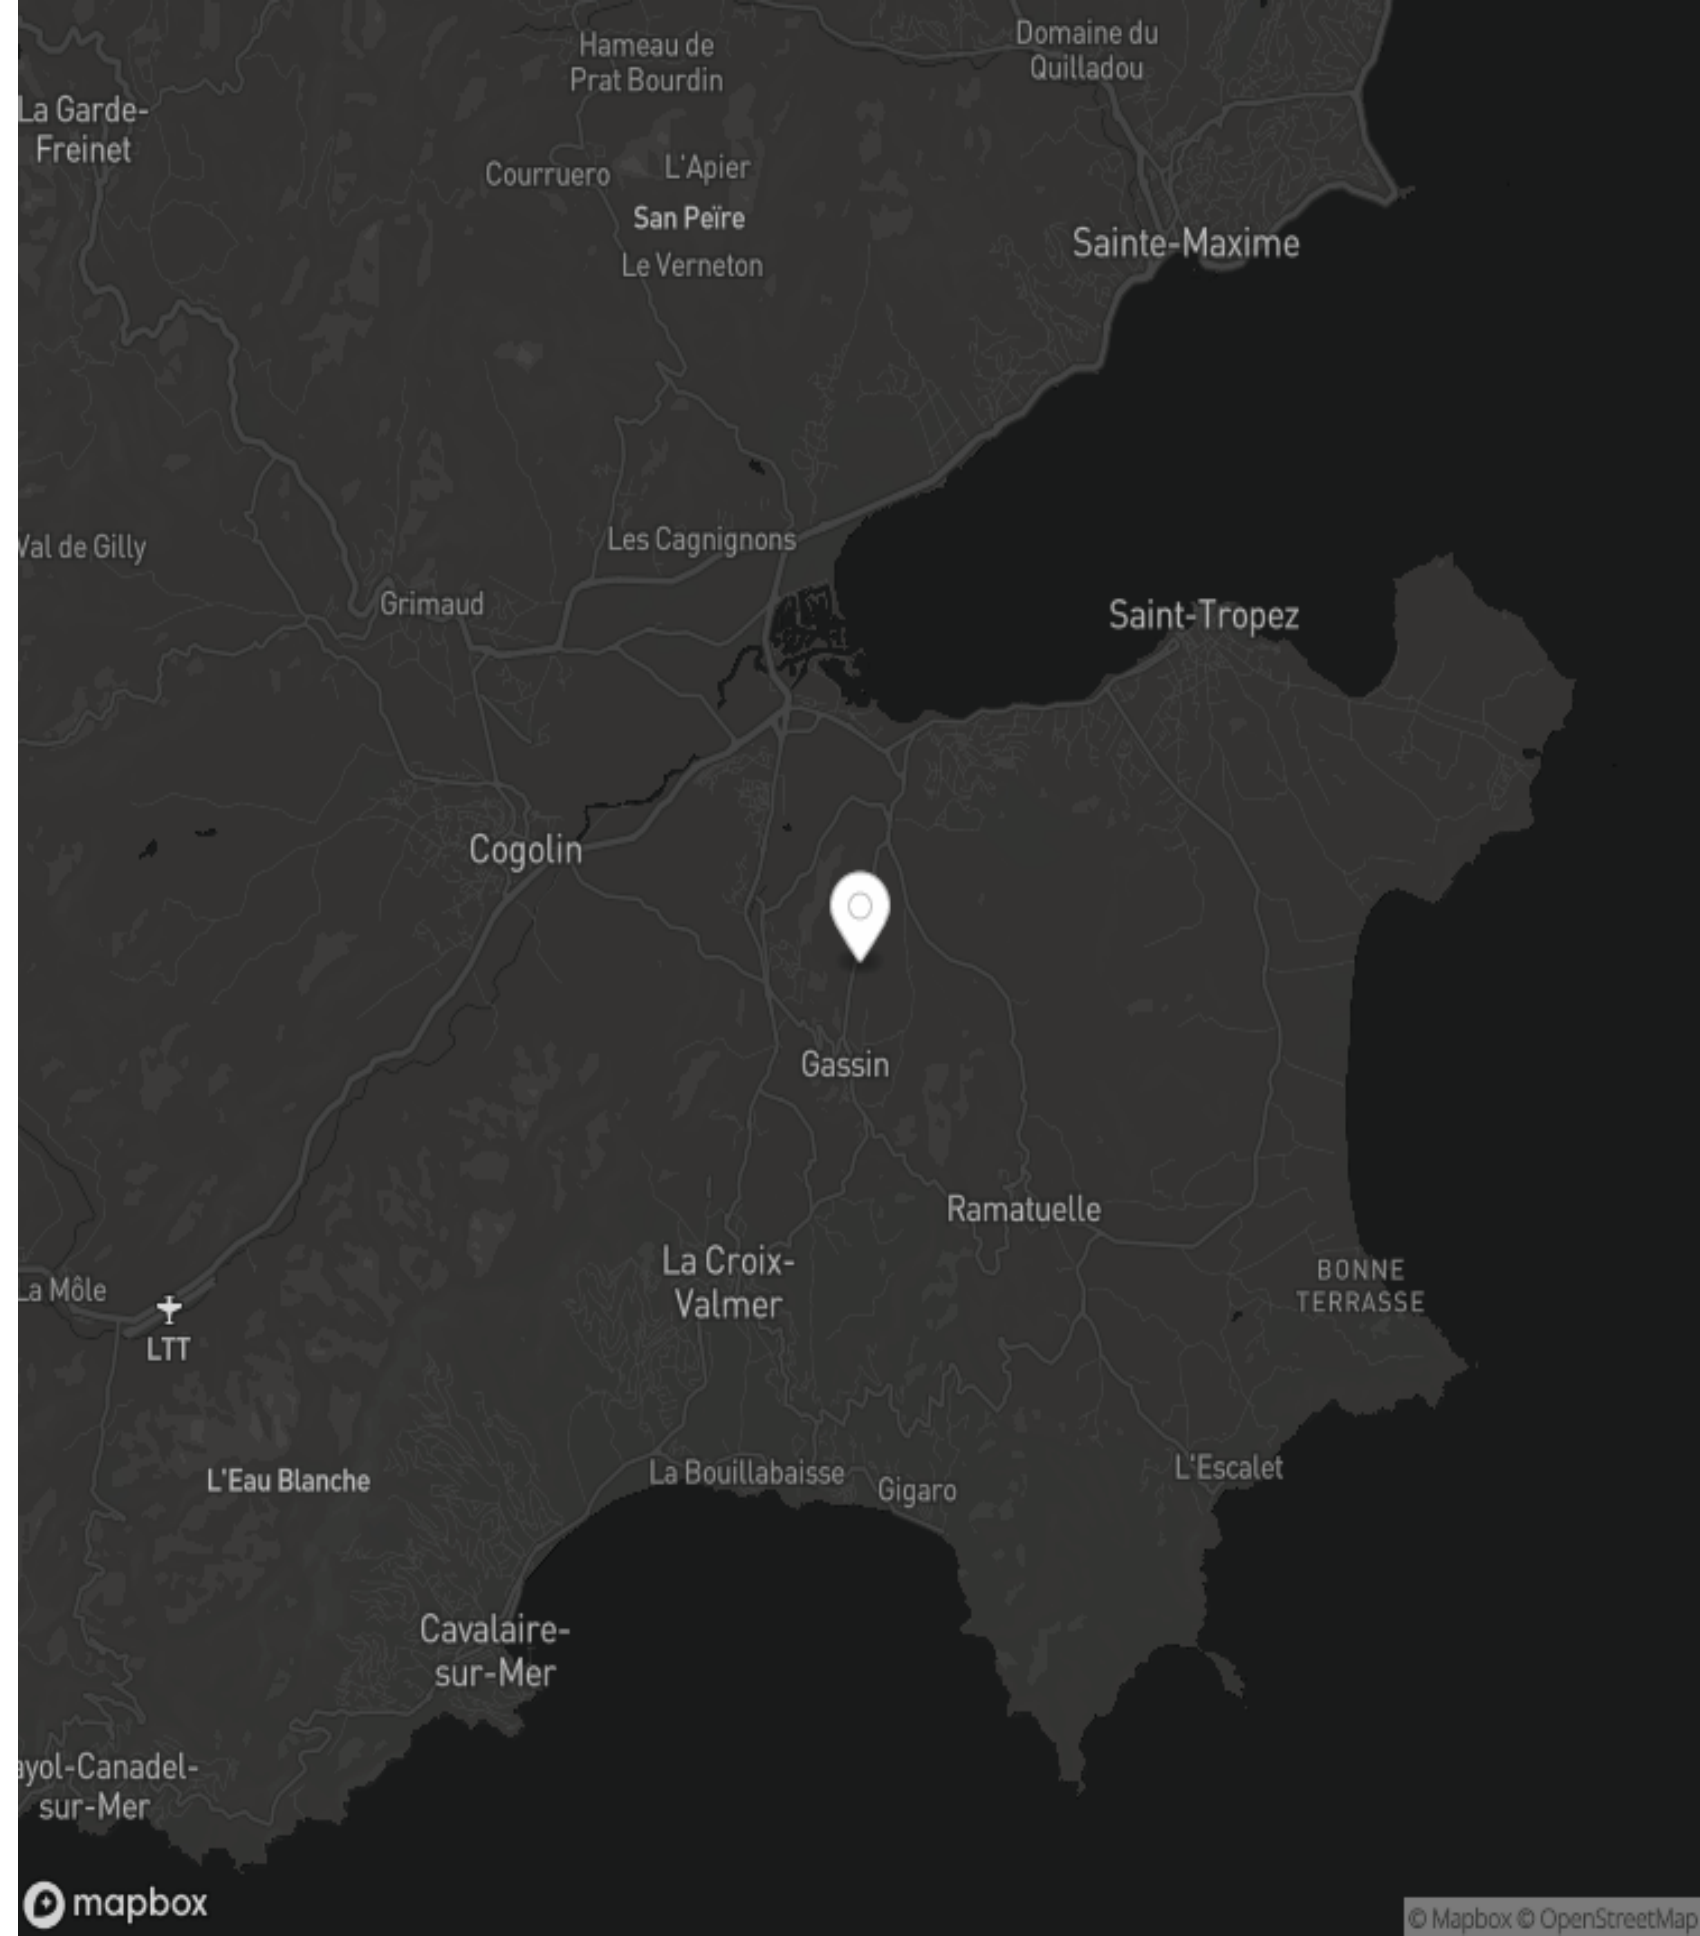 Hameau de
Prat Bourdin
Domaine du
Quilladou
La Garde-
Freinet
Courruero
L'Apier
San Peïre
Le Verneton
Sainte-Maxime
Val de Gilly
Les Cagnignons
Grimaud
Saint-Tropez
Cogolin
Gassin
Ramatuelle
La Croix-
Valmer
BONNE
TERRASSE
La Môle
LTT
L'Eau Blanche
La Bouillabaisse
Gigaro
L'Escalet
Cavalaire-
sur-Mer
ayol-Canadel-
sur-Mer
mapbox
© Mapbox © OpenStreetMap